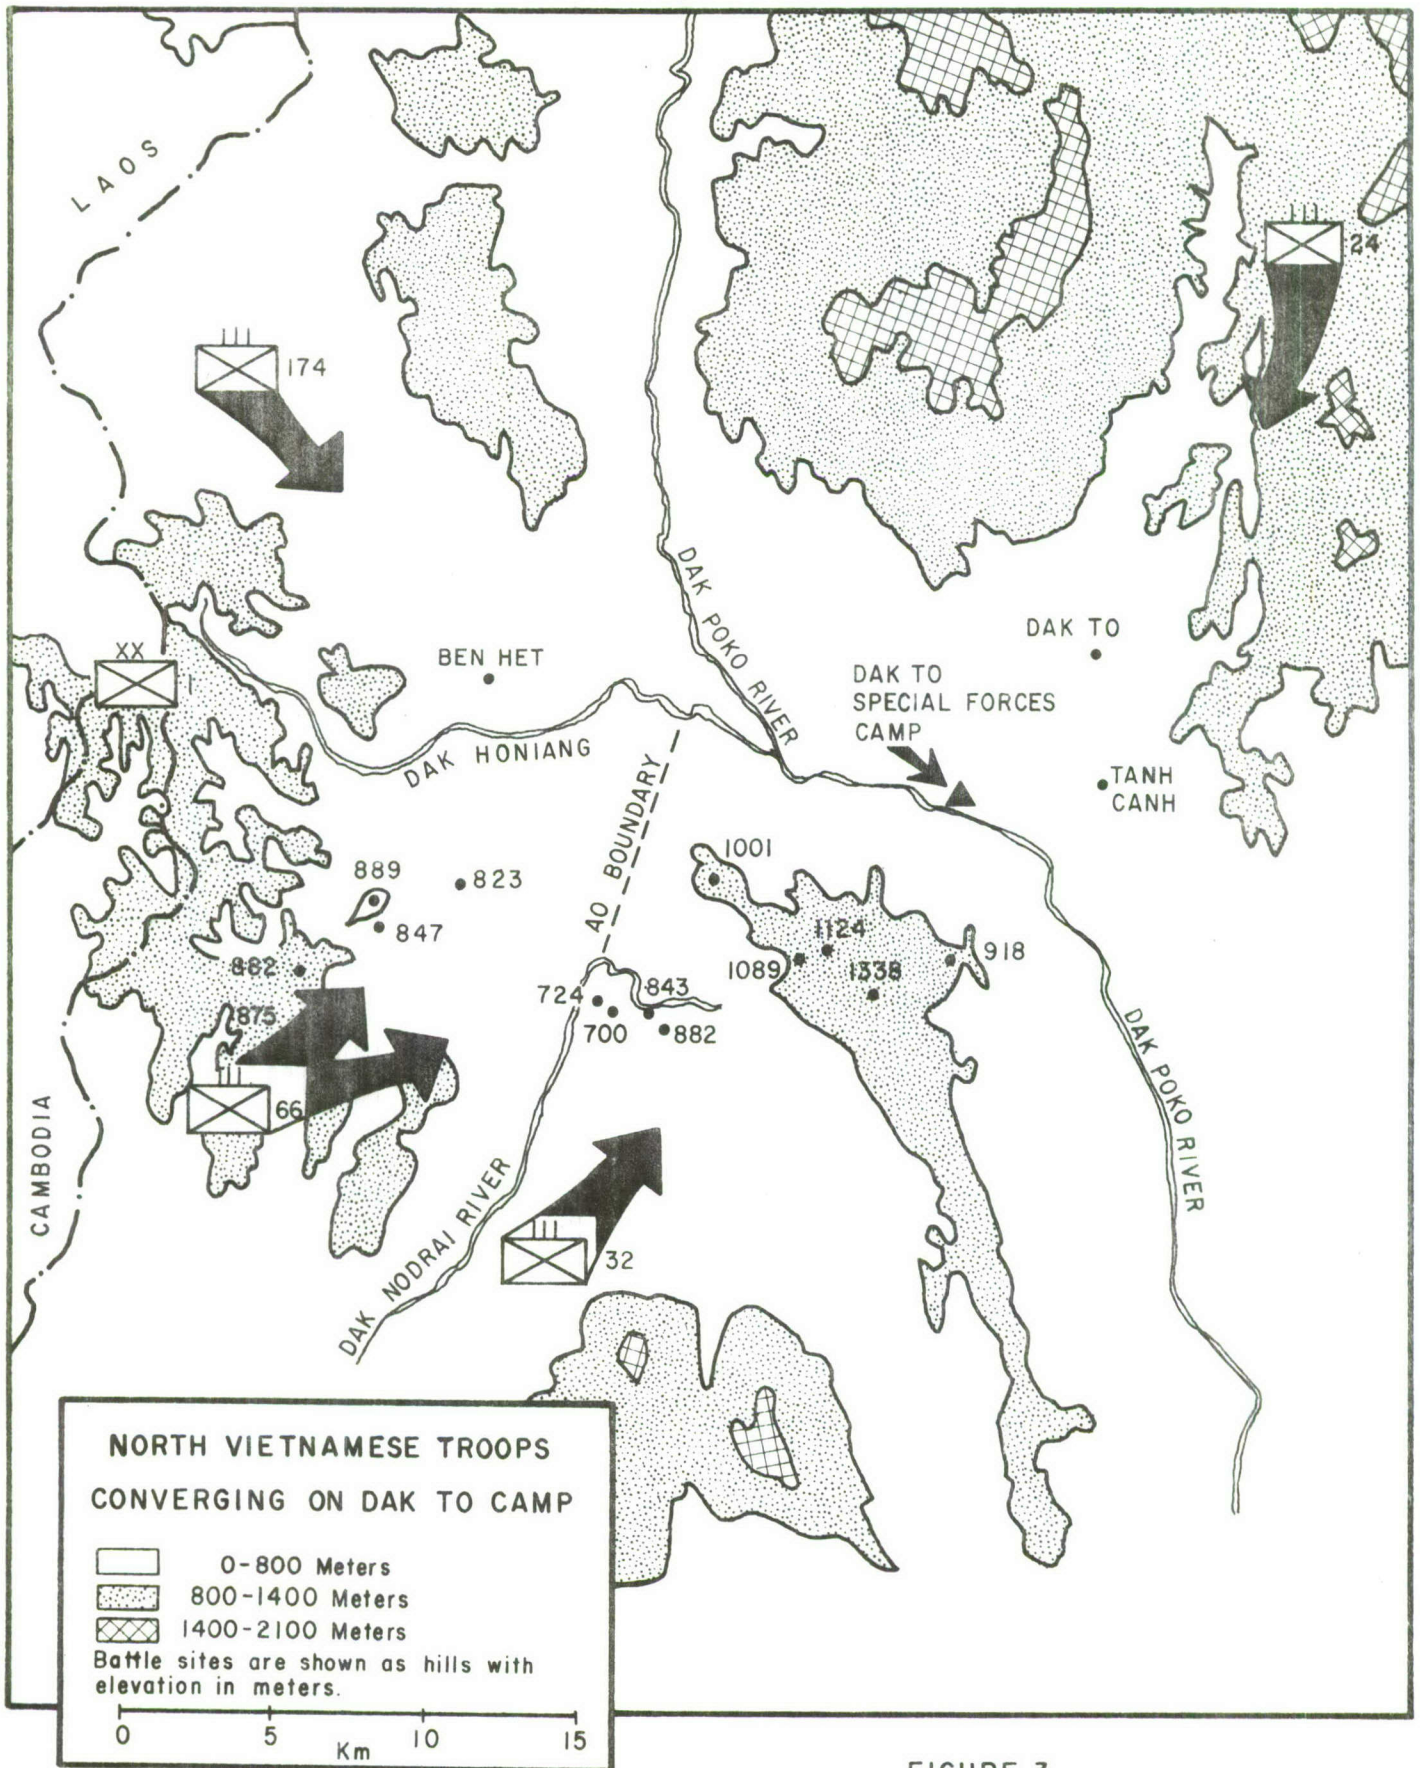 LAOS
24
174
DAK POKO RIVER
DAK TO
BEN HET
XX
1
DAK TO
SPECIAL FORCES
CAMP
DAK HONIANG
TANH
CANH
AO BOUNDARY
1001
889
823
847
1124
918
882
1089
1338
724
843
875
700
882
DAK POKO RIVER
66
CAMBODIA
DAK NODRAI RIVER
32
NORTH VIETNAMESE TROOPS
CONVERGING ON DAK TO CAMP
0-800 Meters
800-1400 Meters
1400-2100 Meters
Battle sites are shown as hills with
elevation in meters.
0 5 10 15
Km
FIGURE 3